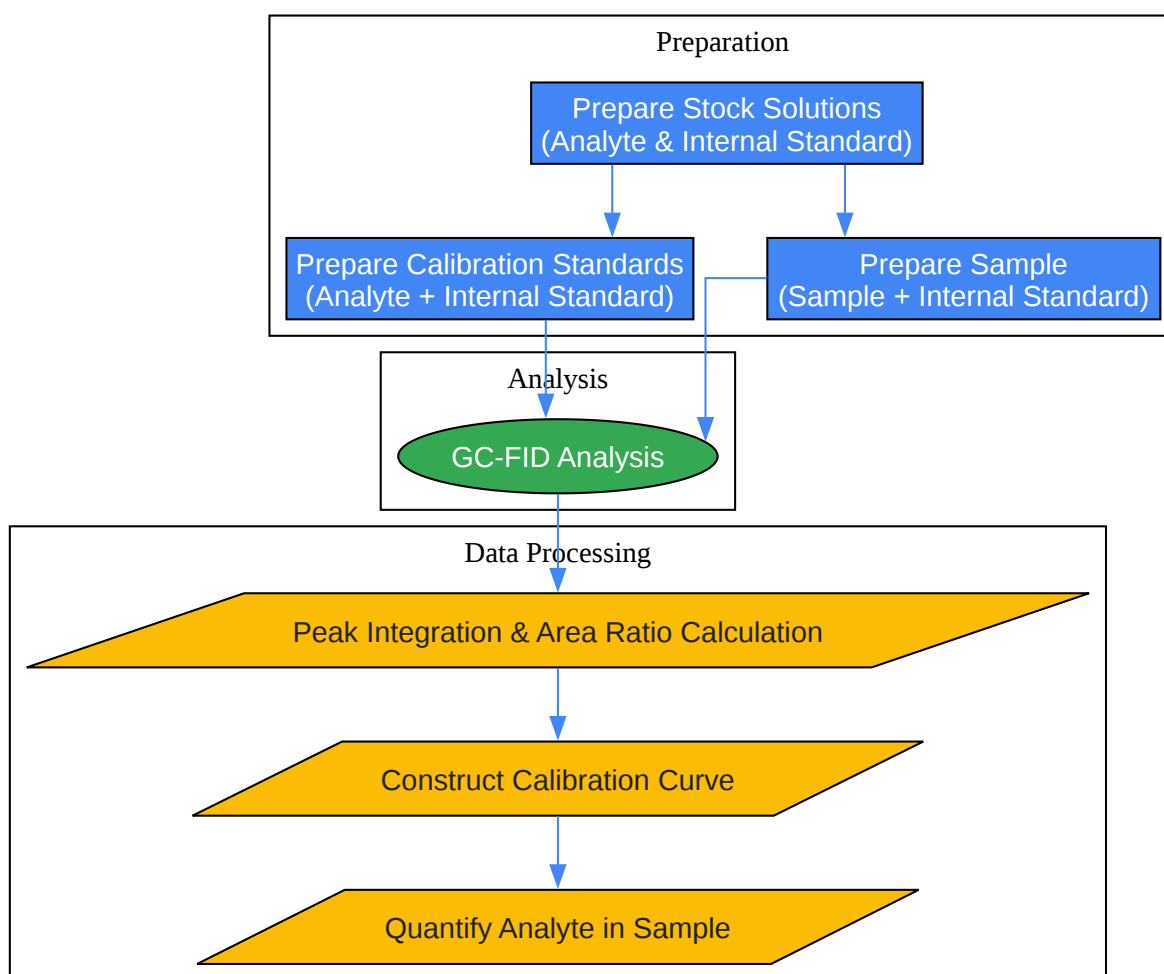 Preparation
Prepare Stock Solutions
(Analyte & Internal Standard)
Prepare Calibration Standards
(Analyte + Internal Standard)
Prepare Sample
(Sample + Internal Standard)
Analysis
GC-FID Analysis
Data Processing
Peak Integration & Area Ratio Calculation
Construct Calibration Curve
Quantify Analyte in Sample